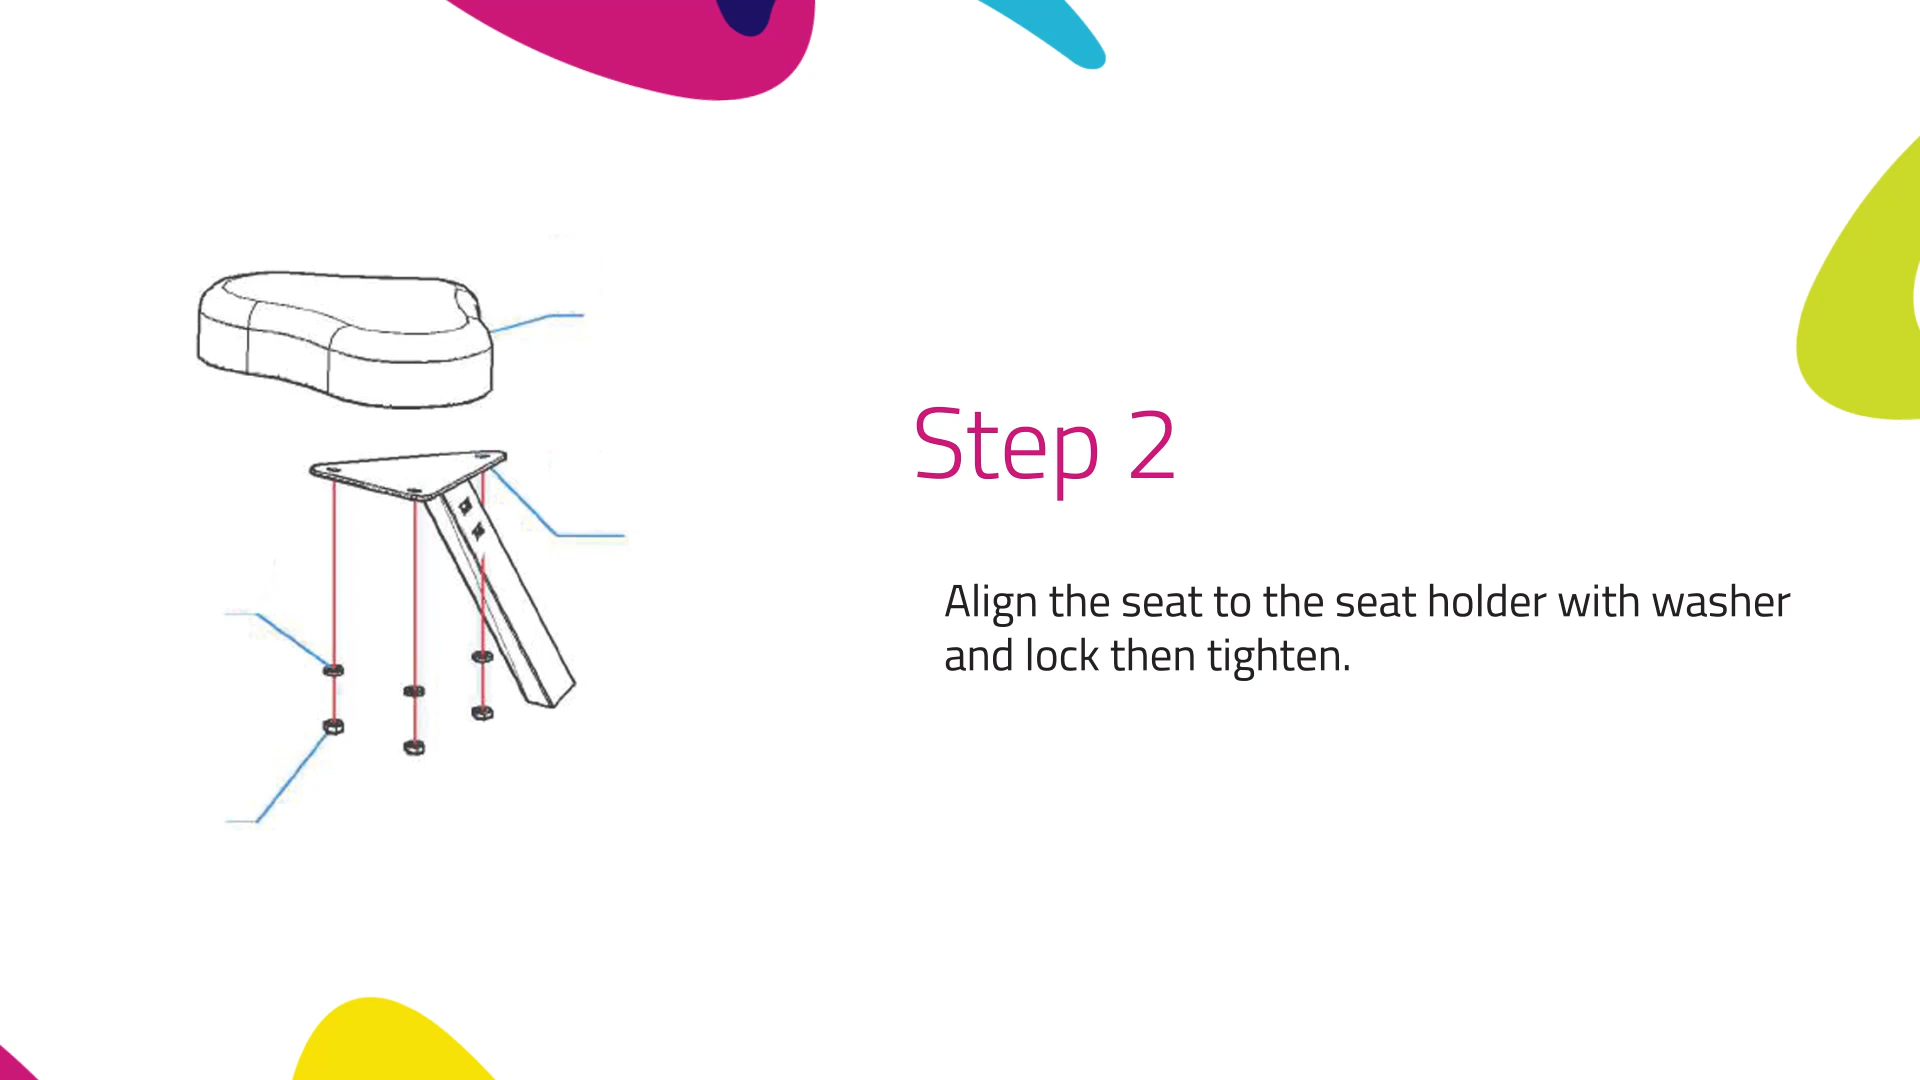 Step 2
Align the seat to the seat holder with washer
and lock then tighten.